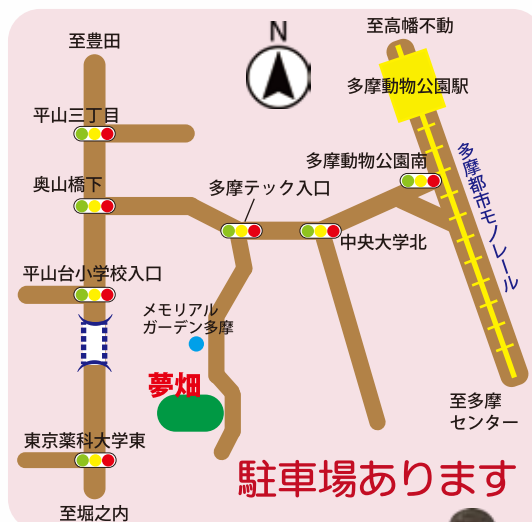 至豊田
N
至高幡不動
多摩動物公園駅
平山三丁目
多摩動物公園南
多摩都市モノレール
奥山橋下
多摩テック入口
中央大学北
平山台小学校入口
メモリアル
ガーデン多摩
夢畑
至多摩
センター
東京薬科大学東
駐車場あります
至堀之内